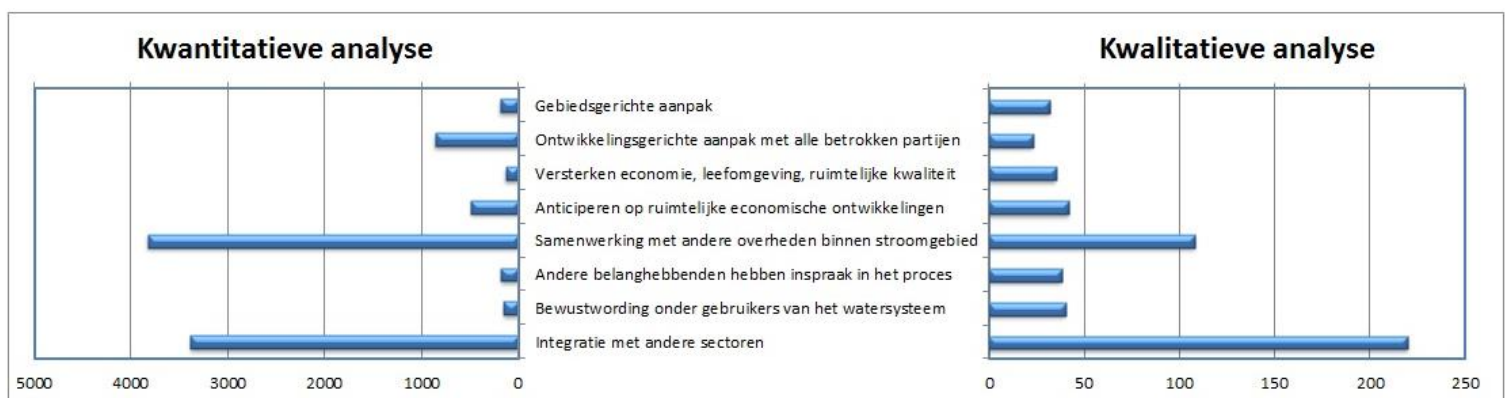 Kwantitatieve analyse
Kwalitatieve analyse
Gebiedsgerichte aanpak
Ontwikkelingsgerichte aanpak met alle betrokken partijen
Versterken economie, leefomgeving, ruimtelijke kwaliteit
Anticiperen op ruimtelijke economische ontwikkelingen
Samenwerking met andere overheden binnen stroomgebied
Andere belanghebbenden hebben inspraak in het proces
Bewustwording onder gebruikers van het watersysteem
Integratie met andere sectoren
5000 4000 3000 2000 1000 0
0 50 100 150 200 250